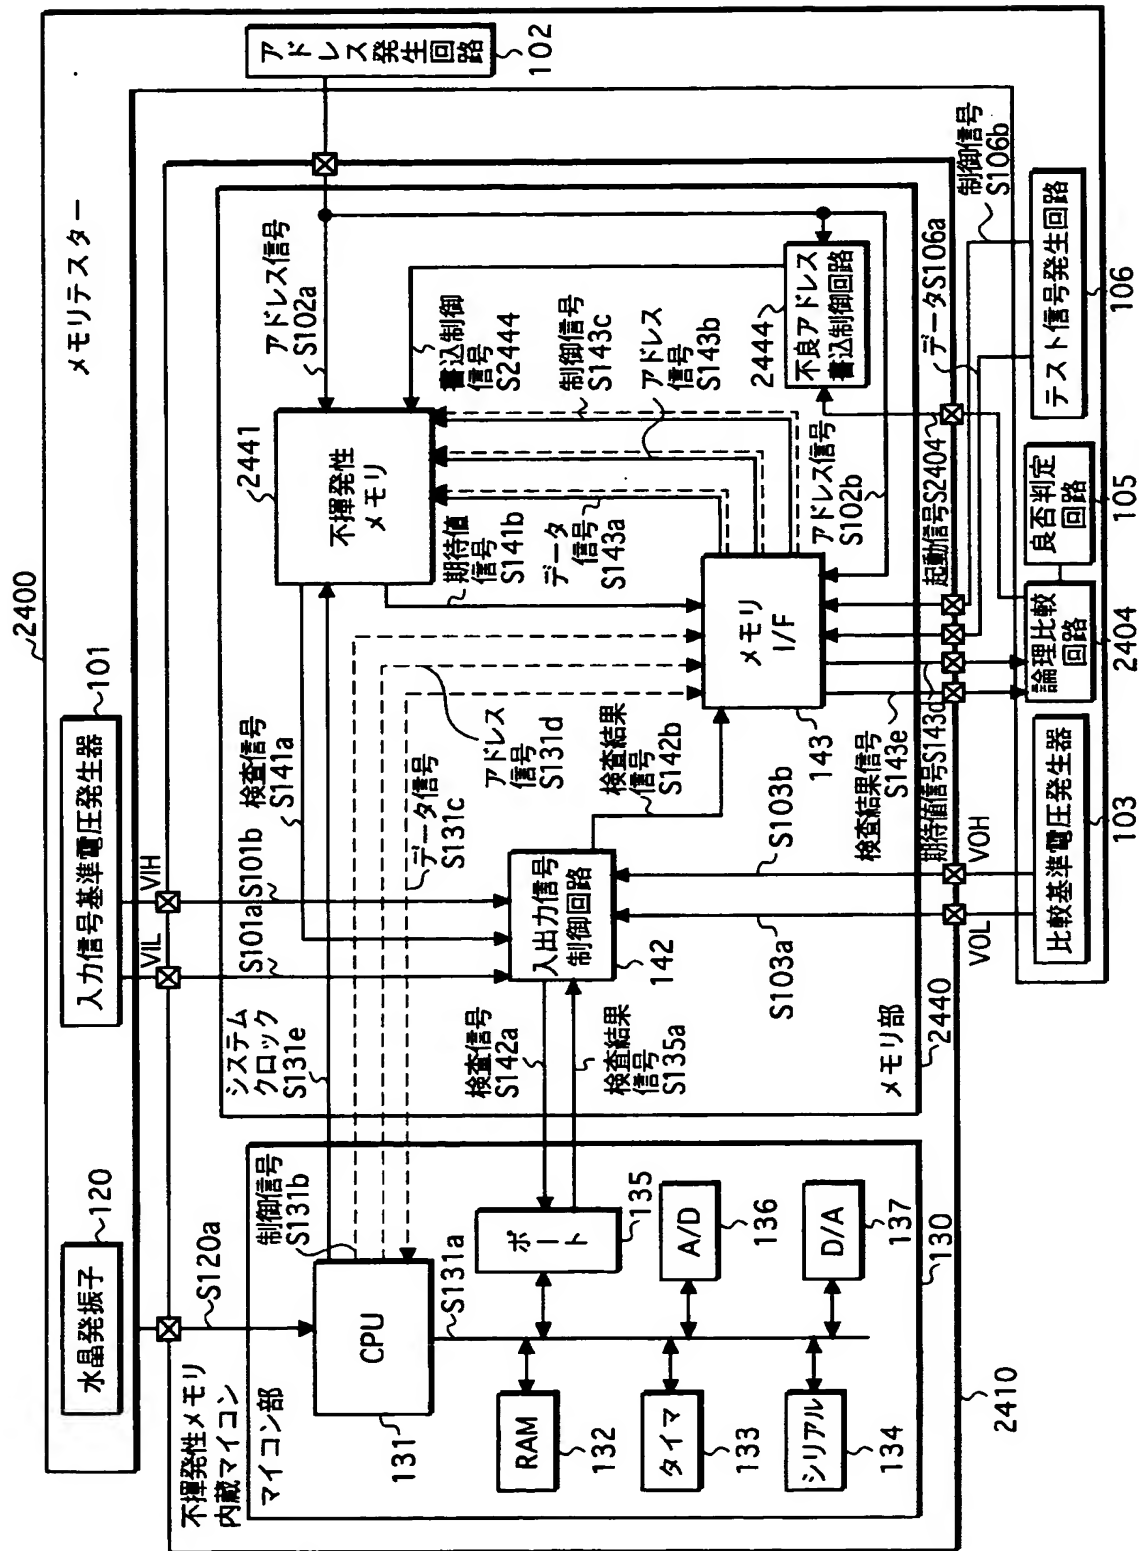 2400
メモリテスター
水晶発振子
120
入力信号基準電圧発生器
101
アドレス発生回路
102
S120a
VIL
VIH
S101a
S101b
不揮発性メモリ
内蔵マイコン
マイコン部
制御信号
S131b
CPU
131
S131a
RAM
132
タイマ
133
シリアル
134
ポート
135
A/D
136
D/A
137
130
2410
システム
クロック
S131e
検査信号
S141a
2441
不揮発性
メモリ
アドレス信号
S102a
期待値
信号
S141b
データ
信号
S143a
書込制御
信号
S2444
制御信号
S143c
アドレス
信号
S143b
データ信号
S131c
アドレス
信号
S131d
検査信号
S142a
検査結果
信号
S135a
入出力信号
制御回路
142
検査結果
信号
S142b
メモリ
I/F
143
2444
不良アドレス
書込制御回路
アドレス信号
S102b
S103a
S103b
検査結果信号
S143e
期待値信号S143d
起動信号S2404
データS106a
制御信号
S106b
メモリ部
2440
VOL
VOH
比較基準電圧発生器
103
論理比較
回路
2404
良否判定
回路
105
テスト信号発生回路
106